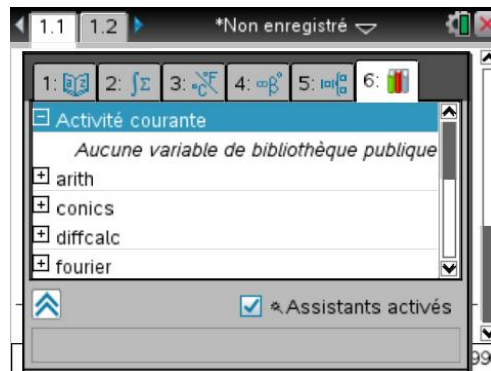 1.1 1.2 *Non enregistré
1: 2: ∫Σ 3: °C°F 4: ∞β° 5: 6:
Activité courante
Aucune variable de bibliothèque publique
arith
conics
diffcalc
fourier
Assistants activés
99